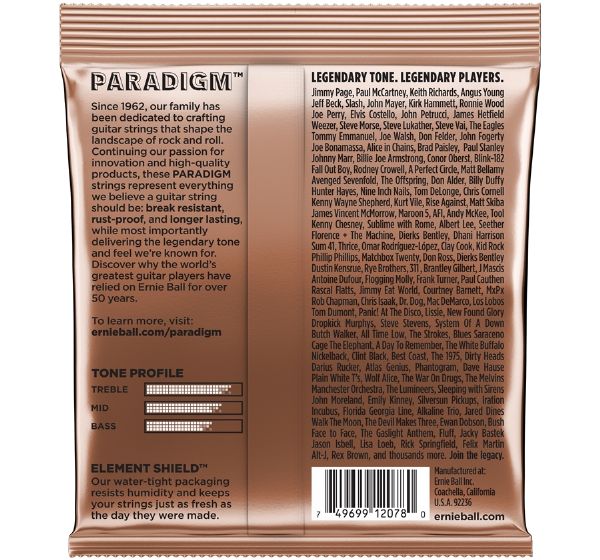 PARADIGM™
Since 1962, our family has
been dedicated to crafting
guitar strings that shape the
landscape of rock and roll.
Continuing our passion for
innovation and high-quality
products, these PARADIGM
strings represent everything
we believe a guitar string
should be: break resistant,
rust-proof, and longer lasting,
while most importantly
delivering the legendary tone
and feel we're known for.
Discover why the world's
greatest guitar players have
relied on Ernie Ball for over
50 years.
To learn more, visit:
ernieball.com/paradigm
TONE PROFILE
TREBLE
MID
BASS
ELEMENT SHIELD™
Our water-tight packaging
resists humidity and keeps
your strings just as fresh as
the day they were made.
LEGENDARY TONE. LEGENDARY PLAYERS.
Jimmy Page, Paul McCartney, Keith Richards, Angus Young
Jeff Beck, Slash, John Mayer, Kirk Hammett, Ronnie Wood
Joe Perry, Elvis Costello, John Petrucci, James Hetfield
Weezer, Steve Morse, Steve Lukather, Steve Vai, The Eagles
Tommy Emmanuel, Joe Walsh, Don Felder, John Fogerty
Joe Bonamassa, Alice in Chains, Brad Paisley, Paul Stanley
Johnny Marr, Billie Joe Armstrong, Conor Oberst, Blink-182
Fall Out Boy, Rodney Crowell, A Perfect Circle, Matt Bellamy
Avenged Sevenfold, The Offspring, Don Alder, Billy Duffy
Hunter Hayes, Nine Inch Nails, Tom DeLonge, Chris Cornell
Kenny Wayne Shepherd, Kurt Vile, Rise Against, Matt Skiba
James Vincent McMorrow, Maroon 5, AFI, Andy McKee, Tool
Kenny Chesney, Sublime with Rome, Albert Lee, Seether
Florence + The Machine, Dierks Bentley, Dhani Harrison
Sum 41, Thrice, Omar Rodriguez-López, Clay Cook, Kid Rock
Phillip Phillips, Matchbox Twenty, Don Ross, Dierks Bentley
Dustin Kensrue, Rye Brothers, 311, Brantley Gilbert, J Mascis
Antoine Dufour, Flogging Molly, Frank Turner, Paul Cauthen
Rascal Flatts, Jimmy Eat World, Courtney Barnett, MxPx
Rob Chapman, Chris Isaak, Dr. Dog, Mac DeMarco, Los Lobos
Tom Dumont, Panic! At The Disco, Lissie, New Found Glory
Dropkick Murphys, Steve Stevens, System Of A Down
Butch Walker, All Time Low, The Strokes, Blues Saraceno
Cage The Elephant, A Day To Remember, The White Buffalo
Nickelback, Clint Black, Best Coast, The 1975, Dirty Heads
Darius Rucker, Atlas Genius, Phantogram, Dave Hause
Plain White T's, Wolf Alice, The War On Drugs, The Melvins
Manchester Orchestra, The Lumineers, Sleeping with Sirens
John Moreland, Emily Kinney, Silversun Pickups, Iration
Incubus, Florida Georgia Line, Alkaline Trio, Jared Dines
Walk The Moon, The Devil Makes Three, Ewan Dobson, Bush
Face to Face, The Gaslight Anthem, Fluff, Jacky Bastek
Jason Isbell, Lisa Loeb, Rick Springfield, Felix Martin
Alt-J, Rex Brown, and thousands more. Join the legacy.
7 49699 12078 0
Manufactured at:
Ernie Ball Inc.
Coachella, California
U.S.A. 92236
ernieball.com